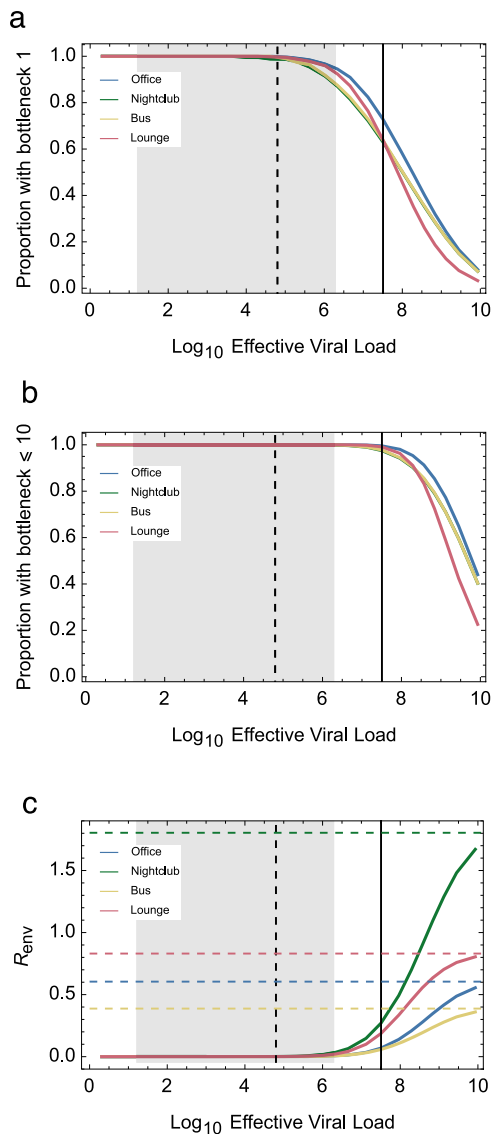 a
Proportion with bottleneck 1
1.0
0.8
0.6
0.4
0.2
0.0
Office
Nightclub
Bus
Lounge
0 2 4 6 8 10
Log10 Effective Viral Load
b
Proportion with bottleneck ⩽ 10
1.0
0.8
0.6
0.4
0.2
0.0
Office
Nightclub
Bus
Lounge
0 2 4 6 8 10
Log10 Effective Viral Load
c
Renv
1.5
1.0
0.5
0.0
Office
Nightclub
Bus
Lounge
0 2 4 6 8 10
Log10 Effective Viral Load